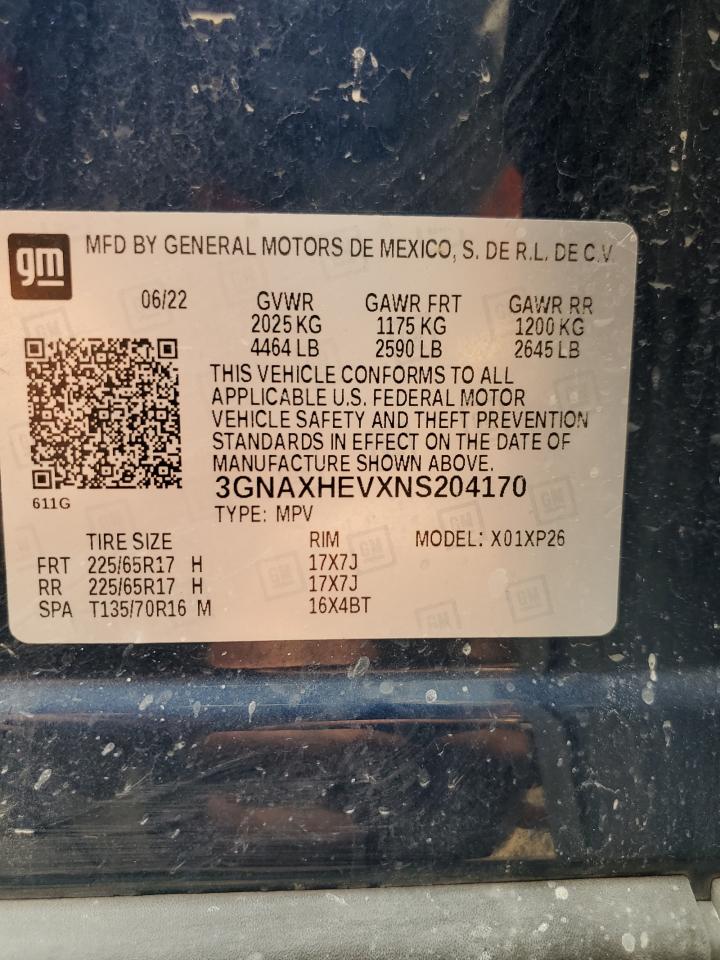 gm
MFD BY GENERAL MOTORS DE MEXICO, S. DE R.L. DE C.V
06/22 GVWR GAWR FRT GAWR RR
2025 KG 1175 KG 1200 KG
4464 LB 2590 LB 2645 LB
THIS VEHICLE CONFORMS TO ALL
APPLICABLE U.S. FEDERAL MOTOR
VEHICLE SAFETY AND THEFT PREVENTION
STANDARDS IN EFFECT ON THE DATE OF
MANUFACTURE SHOWN ABOVE.
3GNAXHEVXNS204170
611G
TYPE: MPV
TIRE SIZE RIM MODEL: X01XP26
FRT 225/65R17 H 17X7J
RR 225/65R17 H 17X7J
SPA T135/70R16 M 16X4BT